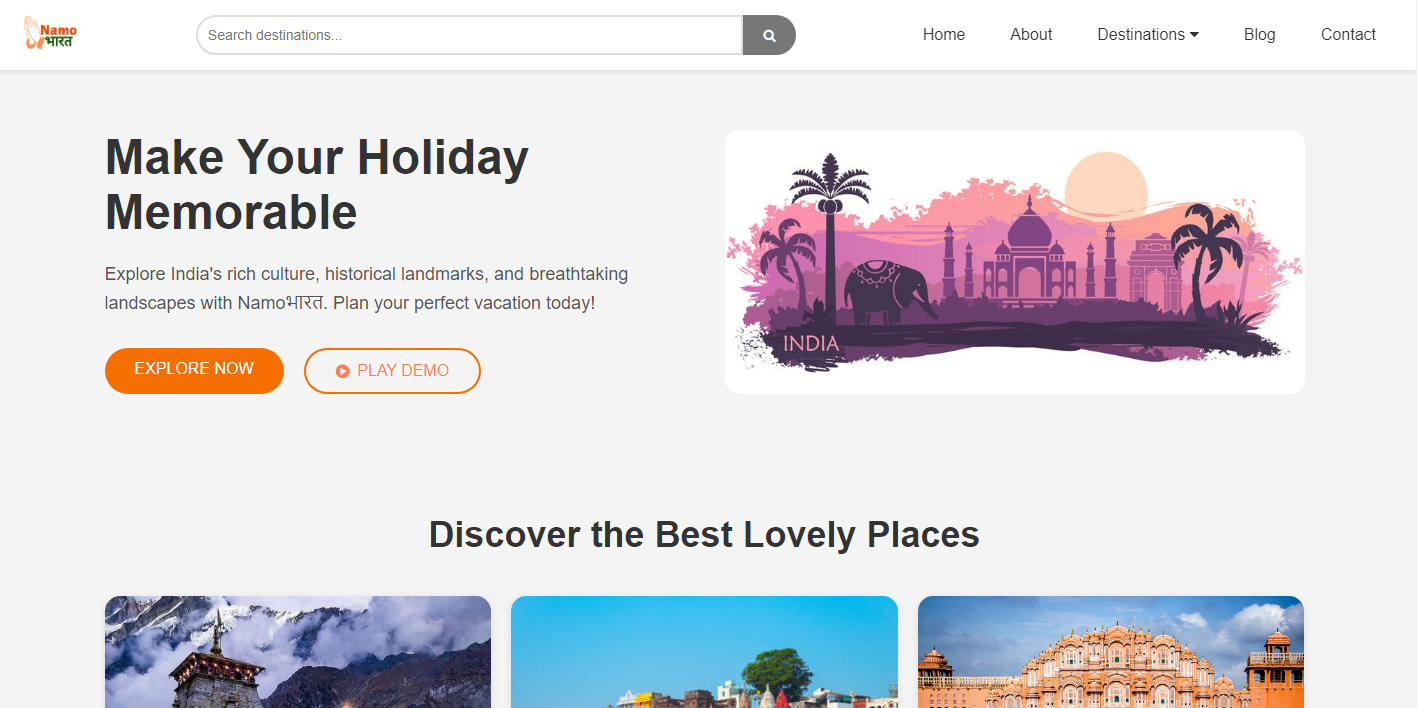 Namo
भारत
Search destinations...
Home
About
Destinations
Blog
Contact
Make Your Holiday
Memorable
Explore India's rich culture, historical landmarks, and breathtaking
landscapes with Namoभारत. Plan your perfect vacation today!
EXPLORE NOW
PLAY DEMO
INDIA
Discover the Best Lovely Places